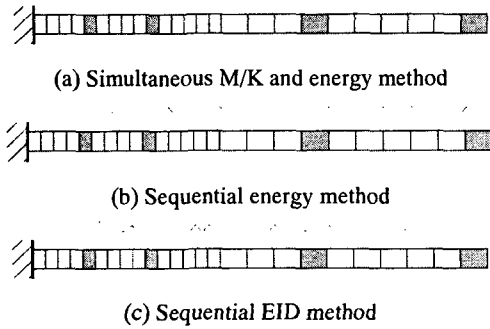 (a) Simultaneous M/K and energy method
(b) Sequential energy method
(c) Sequential EID method